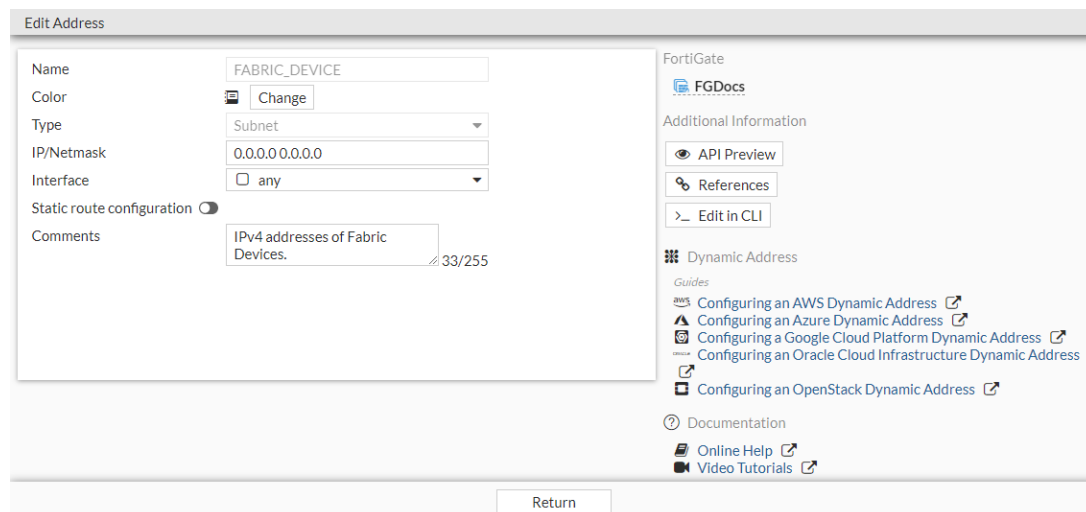 Edit Address
Name FABRIC_DEVICE
Color Change
Type Subnet
IP/Netmask 0.0.0.0 0.0.0.0
Interface any
Static route configuration
Comments IPv4 addresses of Fabric
Devices.
33/255
FortiGate
FGDocs
Additional Information
API Preview
References
>_ Edit in CLI
Dynamic Address
Guides
aws Configuring an AWS Dynamic Address
Configuring an Azure Dynamic Address
Configuring a Google Cloud Platform Dynamic Address
Configuring an Oracle Cloud Infrastructure Dynamic Address
Configuring an OpenStack Dynamic Address
Documentation
Online Help
Video Tutorials
Return